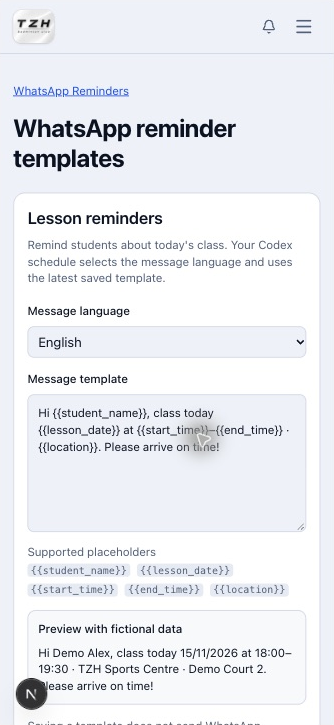 TZH
WhatsApp Reminders
WhatsApp reminder
templates
Lesson reminders
Remind students about today's class. Your Codex
schedule selects the message language and uses
the latest saved template.
Message language
English
Message template
Hi {{student_name}}, class today
{{lesson_date}} at {{start_time}}–{{end_time}} ·
{{location}}. Please arrive on time!
Supported placeholders
{{student_name}} {{lesson_date}}
{{start_time}} {{end_time}} {{location}}
Preview with fictional data
Hi Demo Alex, class today 15/11/2026 at 18:00–
19:30 · TZH Sports Centre · Demo Court 2.
Please arrive on time!
N